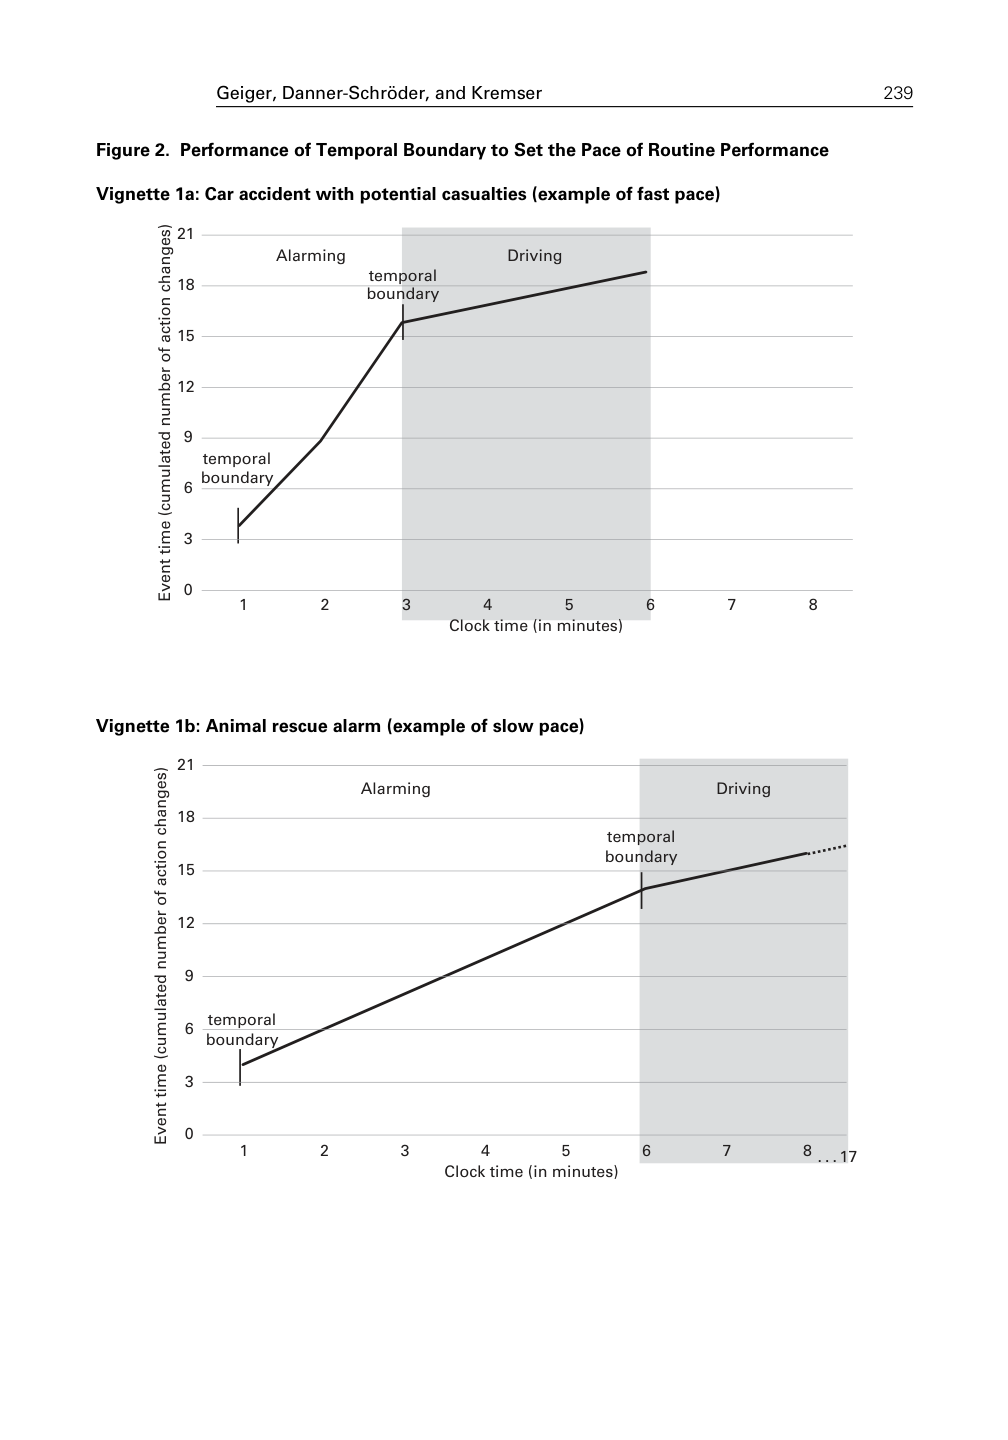 Geiger, Danner-Schröder, and Kremser 239
Figure 2. Performance of Temporal Boundary to Set the Pace of Routine Performance
Vignette 1a: Car accident with potential casualties (example of fast pace)
Event time (cumulated number of action changes)
21
18
15
12
9
6
3
0
Alarming
Driving
temporal
boundary
temporal
boundary
1 2 3 4 5 6 7 8
Clock time (in minutes)
Vignette 1b: Animal rescue alarm (example of slow pace)
Event time (cumulated number of action changes)
21
18
15
12
9
6
3
0
Alarming
Driving
temporal
boundary
temporal
boundary
1 2 3 4 5 6 7 8 ...17
Clock time (in minutes)